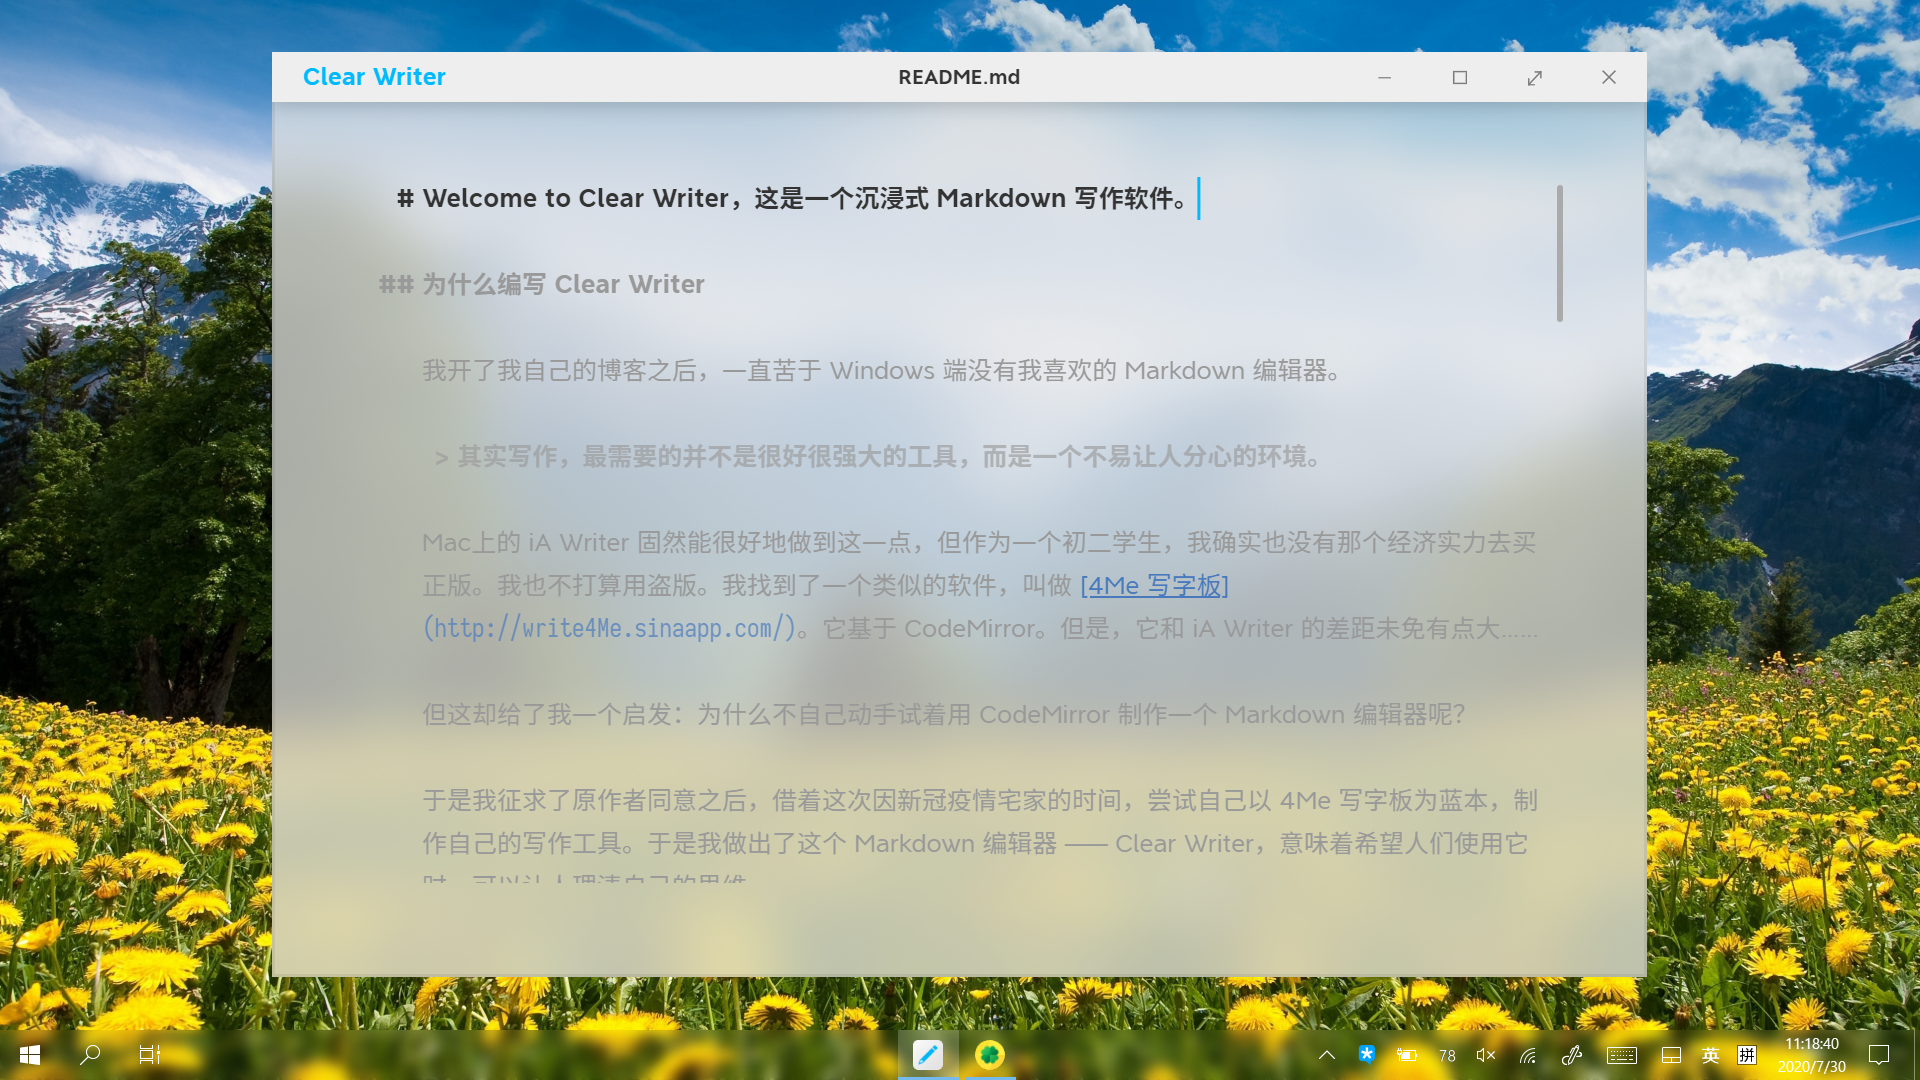 Clear Writer
README.md
# Welcome to Clear Writer，这是一个沉浸式 Markdown 写作软件。
## 为什么编写 Clear Writer
我开了我自己的博客之后，一直苦于 Windows 端没有我喜欢的 Markdown 编辑器。
> 其实写作，最需要的并不是很好很强大的工具，而是一个不易让人分心的环境。
Mac上的 iA Writer 固然能很好地做到这一点，但作为一个初二学生，我确实也没有那个经济实力去买
正版。我也不打算用盗版。我找到了一个类似的软件，叫做 [4Me 写字板]
(http://write4Me.sinaapp.com/)。它基于 CodeMirror。但是，它和 iA Writer 的差距未免有点大……
但这却给了我一个启发：为什么不自己动手试着用 CodeMirror 制作一个 Markdown 编辑器呢？
于是我征求了原作者同意之后，借着这次因新冠疫情宅家的时间，尝试自己以 4Me 写字板为蓝本，制
作自己的写作工具。于是我做出了这个 Markdown 编辑器 —— Clear Writer，意味着希望人们使用它
时，可以让人理清自己的思维
78
英
拼
11:18:40
2020/7/30